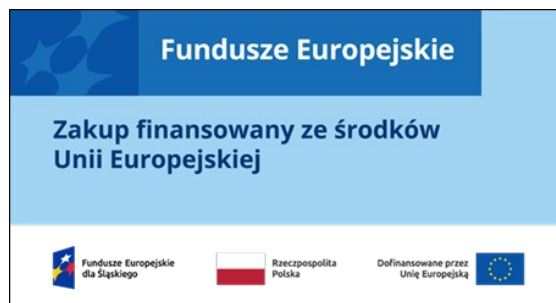 Fundusze Europejskie
Zakup finansowany ze środków
Unii Europejskiej
Fundusze Europejskie
dla Śląskiego
Rzeczpospolita
Polska
Dofinansowane przez
Unię Europejską